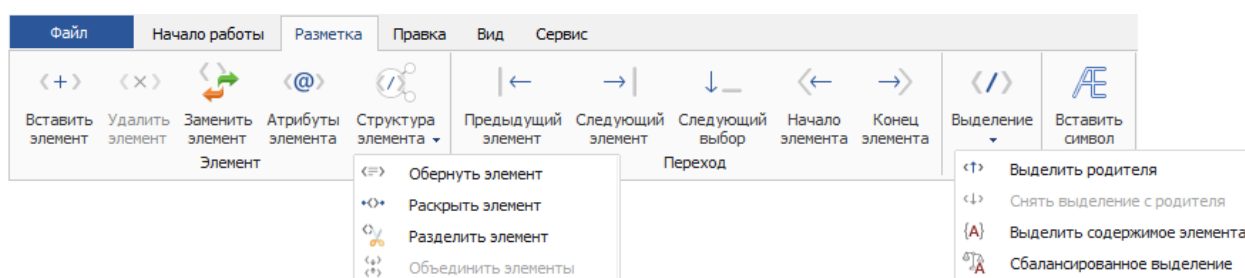 Файл Начало работы Разметка Правка Вид Сервис
Вставить элемент
Удалить элемент
Заменить элемент
Атрибуты элемента
Структура элемента
Предыдущий элемент
Следующий элемент
Следующий выбор
Начало элемента
Конец элемента
Выделение
Вставить символ
Элемент
Переход
Обернуть элемент
Раскрыть элемент
Разделить элемент
Объединить элементы
Выделить родителя
Снять выделение с родителя
Выделить содержимое элемента
Сбалансированное выделение